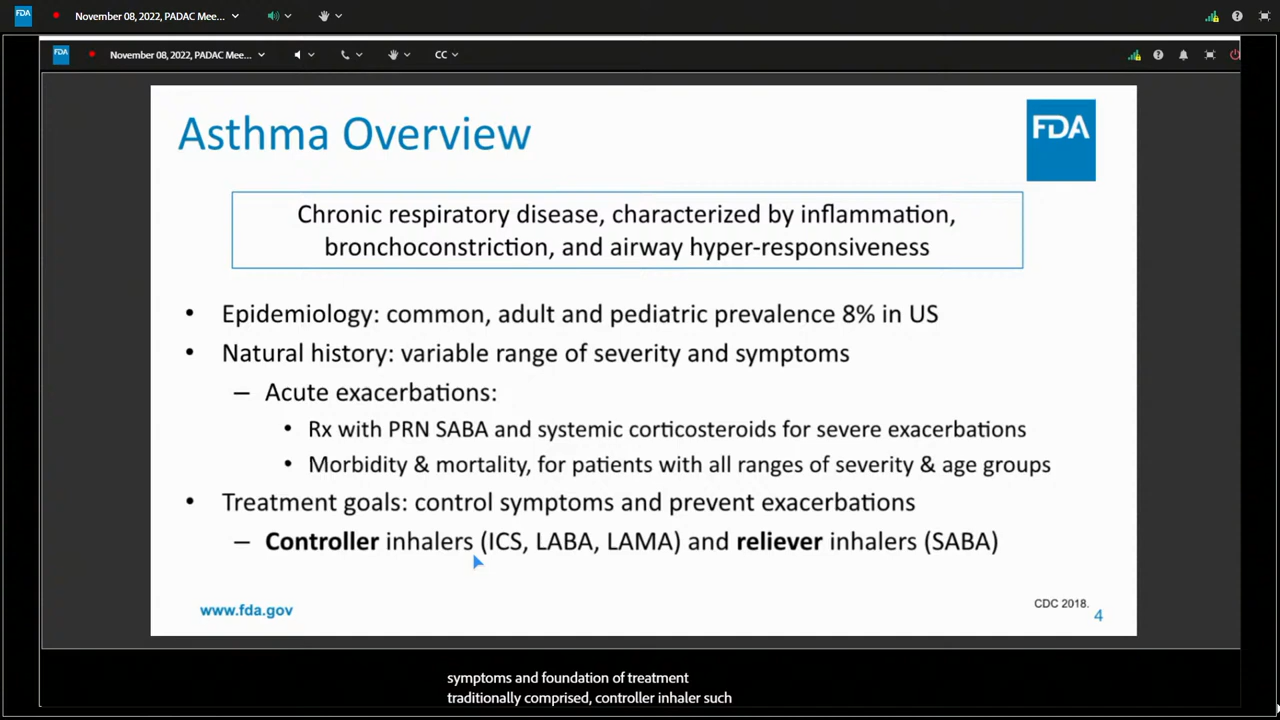 FDA November 08, 2022, PADAC Mee...
FDA November 08, 2022, PADAC Mee... CC
Asthma Overview
FDA
Chronic respiratory disease, characterized by inflammation,
bronchoconstriction, and airway hyper-responsiveness
• Epidemiology: common, adult and pediatric prevalence 8% in US
• Natural history: variable range of severity and symptoms
– Acute exacerbations:
• Rx with PRN SABA and systemic corticosteroids for severe exacerbations
• Morbidity & mortality, for patients with all ranges of severity & age groups
• Treatment goals: control symptoms and prevent exacerbations
– Controller inhalers (ICS, LABA, LAMA) and reliever inhalers (SABA)
www.fda.gov
CDC 2018.
4
symptoms and foundation of treatment
traditionally comprised, controller inhaler such